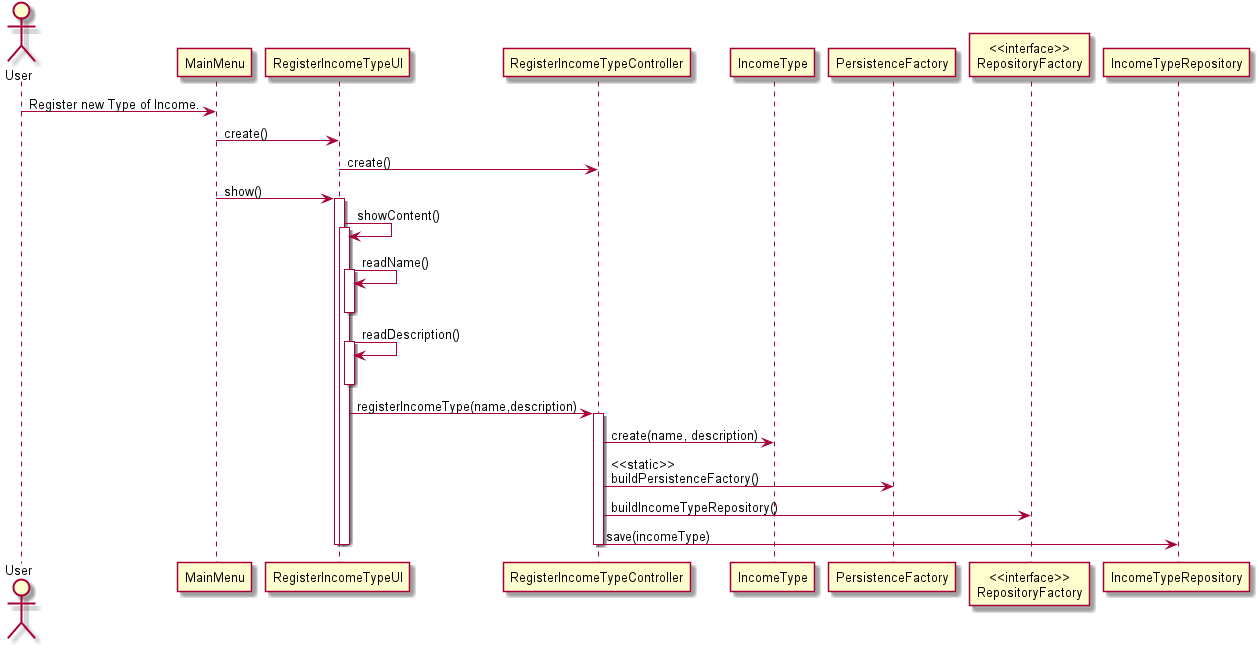 User
MainMenu
RegisterIncomeTypeUI
RegisterIncomeTypeController
IncomeType
PersistenceFactory
<<interface>>
RepositoryFactory
IncomeTypeRepository
Register new Type of Income.
create()
create()
show()
showContent()
readName()
readDescription()
registerIncomeType(name,description)
create(name, description)
<<static>>
buildPersistenceFactory()
buildIncomeTypeRepository()
save(incomeType)
User
MainMenu
RegisterIncomeTypeUI
RegisterIncomeTypeController
IncomeType
PersistenceFactory
<<interface>>
RepositoryFactory
IncomeTypeRepository